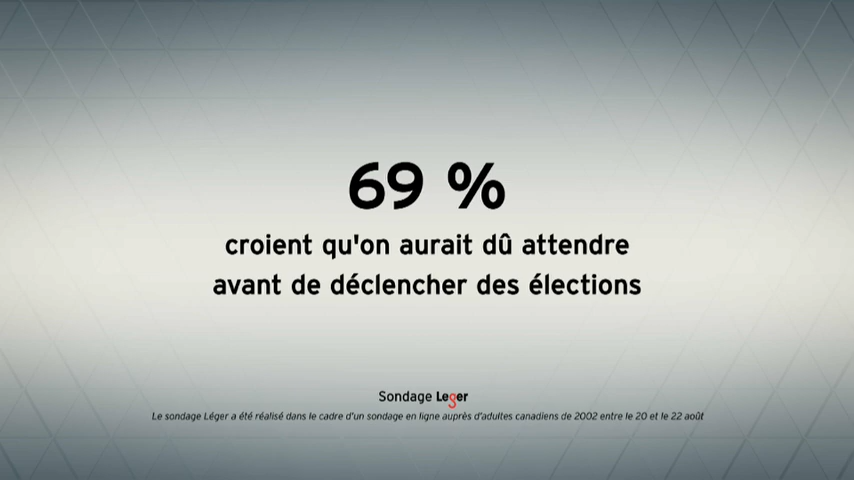 69 %
croient qu'on aurait dû attendre
avant de déclencher des élections
Sondage Leger
Le sondage Léger a été réalisé dans le cadre d'un sondage en ligne auprès d'adultes canadiens de 2002 entre le 20 et le 22 août